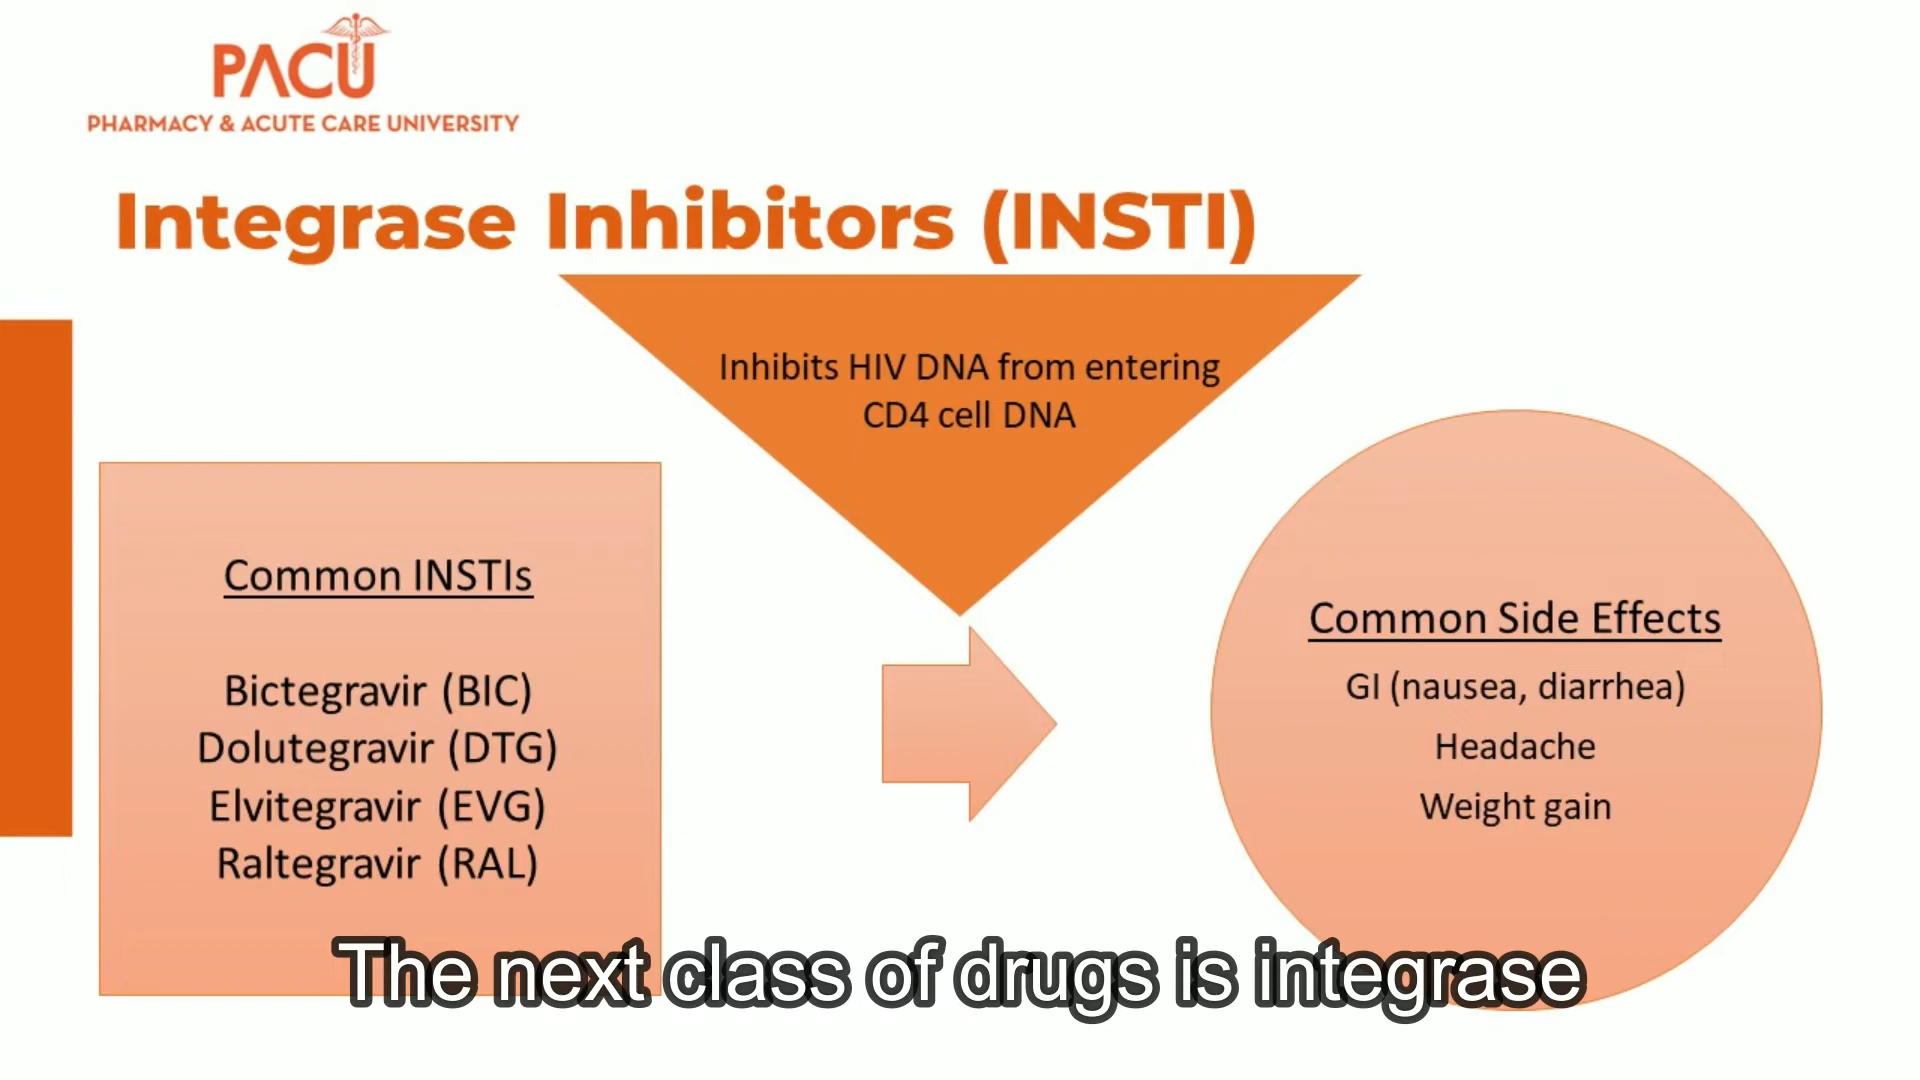 PACU
PHARMACY & ACUTE CARE UNIVERSITY
Integrase Inhibitors (INSTI)
Inhibits HIV DNA from entering
CD4 cell DNA
Common INSTIs
Bictegravir (BIC)
Dolutegravir (DTG)
Elvitegravir (EVG)
Raltegravir (RAL)
Common Side Effects
GI (nausea, diarrhea)
Headache
Weight gain
The next class of drugs is integrase